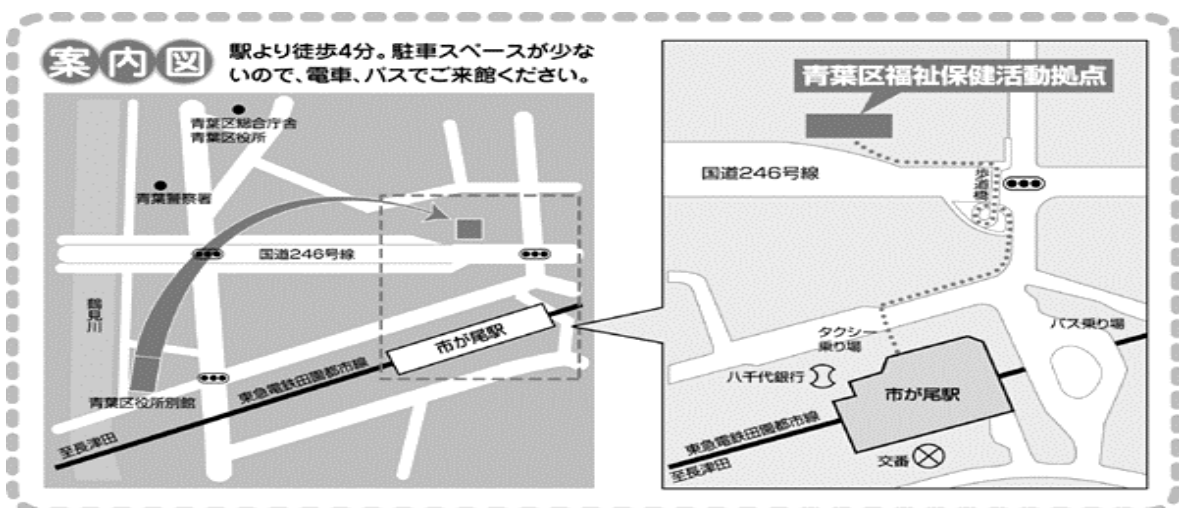 案内図
駅より徒歩4分。駐車スペースが少な
いので、電車、バスでご来館ください。
青葉区総合庁舎
青葉区役所
青葉警察署
国道246号線
鶴見川
市が尾駅
東急電鉄田園都市線
青葉区役所別館
至長津田
青葉区福祉保健活動拠点
国道246号線
歩道橋
タクシー
乗り場
バス乗り場
八千代銀行
市が尾駅
東急電鉄田園都市線
至長津田
交番